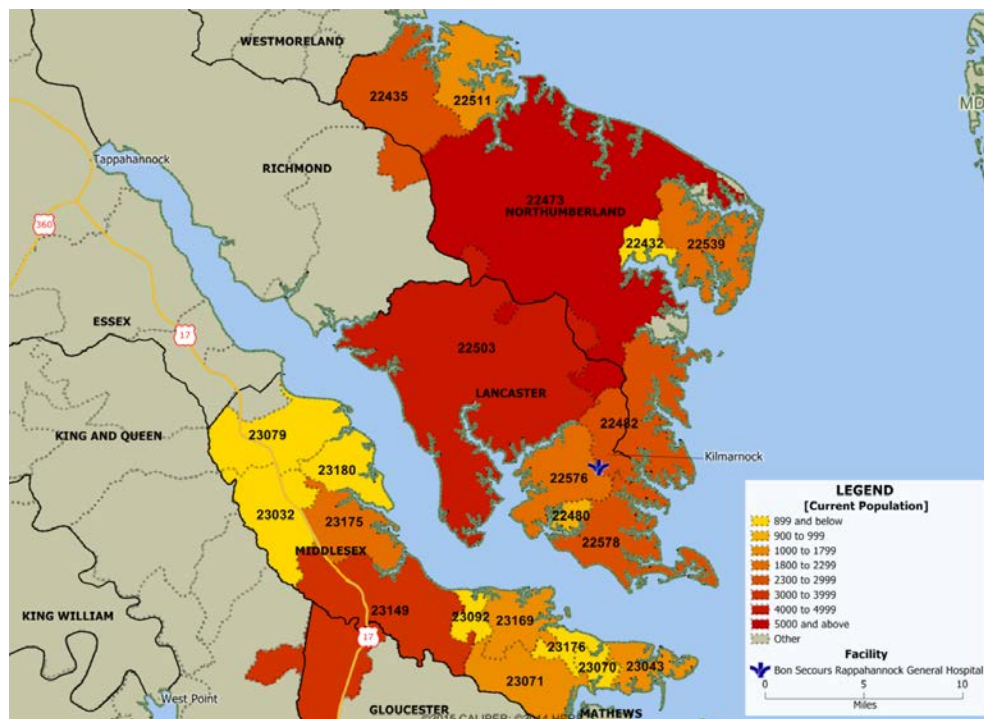 WESTMORELAND
22435
22511
MD
Tappahannock
RICHMOND
22473
NORTHUMBERLAND
360
22432
22539
ESSEX
17
22503
LANCASTER
KING AND QUEEN
23079
22482
Kilmarnock
23180
22576
23032
23175
22480
22578
MIDDLESEX
KING WILLIAM
23149
23092
23169
17
23176
23070
23043
23071
West Point
GLOUCESTER
MATHEWS
©2015 CALIPER; ©2014 HERE
LEGEND
[Current Population]
899 and below
900 to 999
1000 to 1799
1800 to 2299
2300 to 2999
3000 to 3999
4000 to 4999
5000 and above
Other
Facility
Bon Secours Rappahannock General Hospital
0 5 10
Miles